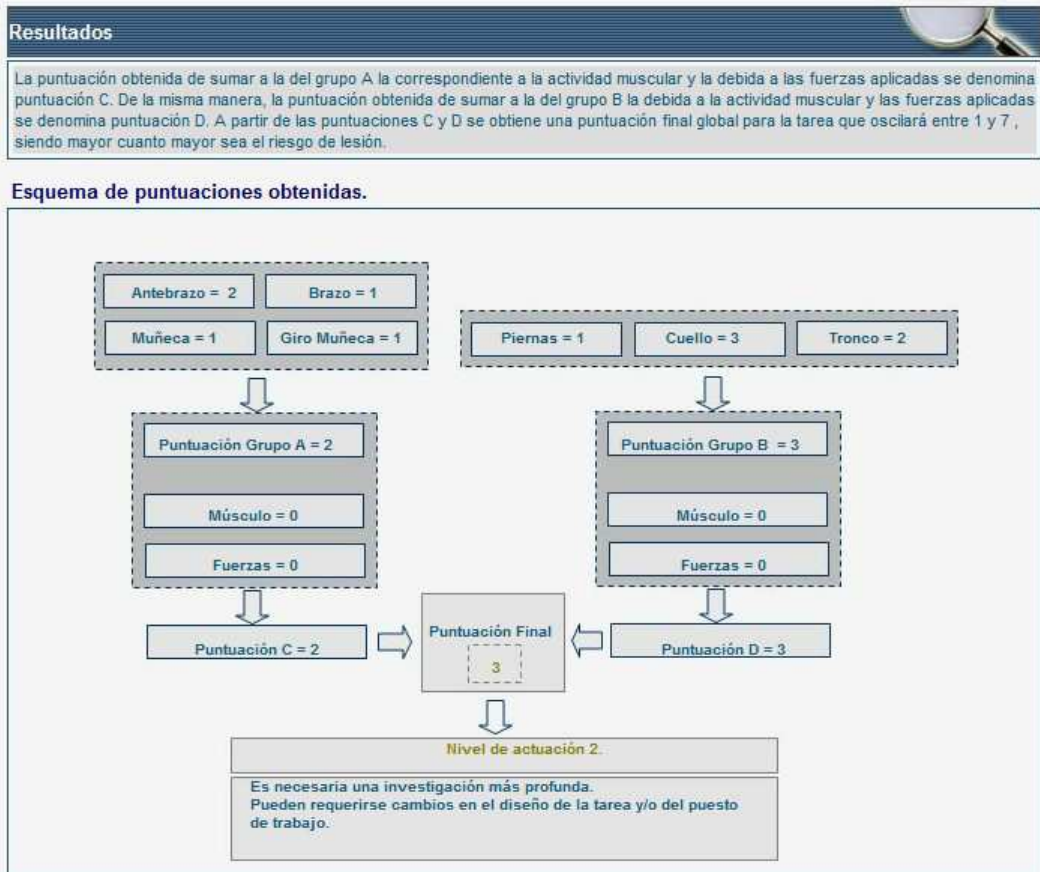 Resultados
La puntuación obtenida de sumar a la del grupo A la correspondiente a la actividad muscular y la debida a las fuerzas aplicadas se denomina
puntuación C. De la misma manera, la puntuación obtenida de sumar a la del grupo B la debida a la actividad muscular y las fuerzas aplicadas
se denomina puntuación D. A partir de las puntuaciones C y D se obtiene una puntuación final global para la tarea que oscilará entre 1 y 7 ,
siendo mayor cuanto mayor sea el riesgo de lesión.
Esquema de puntuaciones obtenidas.
Antebrazo = 2
Brazo = 1
Muñeca = 1
Giro Muñeca = 1
Piernas = 1
Cuello = 3
Tronco = 2
Puntuación Grupo A = 2
Músculo = 0
Fuerzas = 0
Puntuación C = 2
Puntuación Grupo B = 3
Músculo = 0
Fuerzas = 0
Puntuación D = 3
Puntuación Final
3
Nivel de actuación 2.
Es necesaria una investigación más profunda.
Pueden requerirse cambios en el diseño de la tarea y/o del puesto
de trabajo.